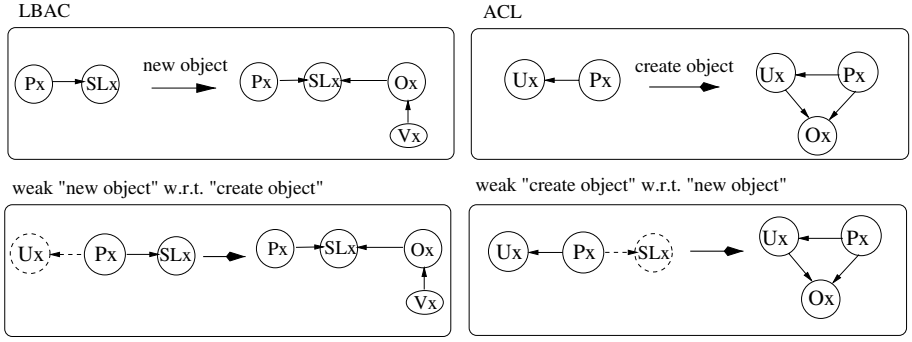 LBAC
Px
SLx
new object
Px
SLx
Ox
Vx
ACL
Ux
Px
create object
Ux
Px
Ox
weak "new object" w.r.t. "create object"
Ux
Px
SLx
Px
SLx
Ox
Vx
weak "create object" w.r.t. "new object"
Ux
Px
SLx
Ux
Px
Ox